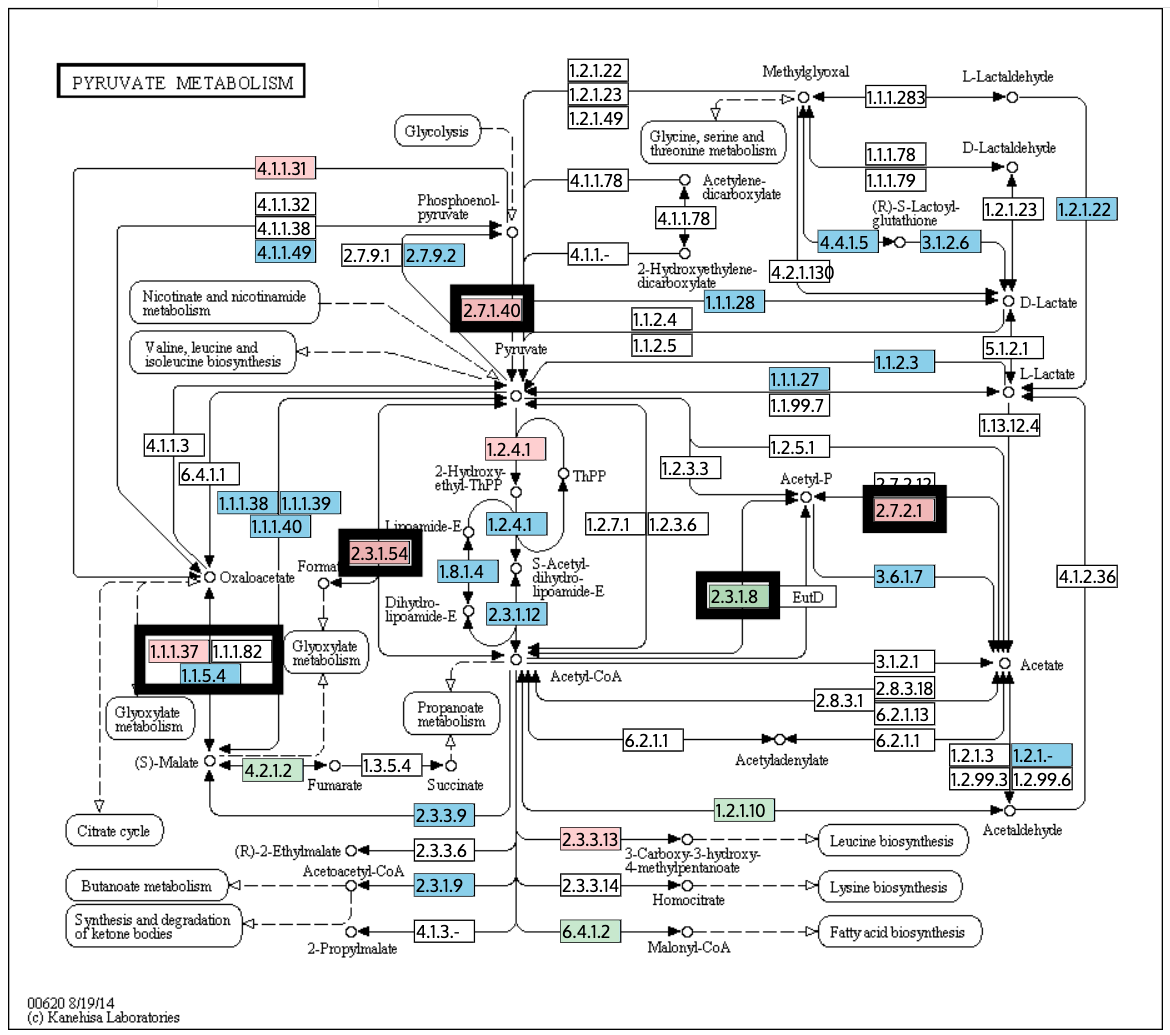 PYRUVATE METABOLISM
1.2.1.22
1.2.1.23
1.2.1.49
Methylglyoxal
L-Lactaldehyde
1.1.1.283
Glycolysis
Glycine, serine and
threonine metabolism
4.1.1.31
1.1.1.78
1.1.1.79
D-Lactaldehyde
4.1.1.78
Acetylene-
dicarboxylate
Phosphoenol-
pyruvate
4.1.1.32
4.1.1.38
4.1.1.49
4.1.1.78
(R)-S-Lactoyl-
glutathione
1.2.1.23
1.2.1.22
2.7.9.1
2.7.9.2
4.1.1.-
4.4.1.5
3.1.2.6
2-Hydroxyethylene-
dicarboxylate
4.2.1.130
Nicotinate and nicotinamide
metabolism
2.7.1.40
1.1.1.28
D-Lactate
1.1.2.4
1.1.2.5
Valine, leucine and
isoleucine biosynthesis
Pyruvate
5.1.2.1
1.1.2.3
L-Lactate
1.1.1.27
1.1.99.7
4.1.1.3
6.4.1.1
1.2.4.1
1.13.12.4
1.2.5.1
2-Hydroxy-
ethyl-ThPP
ThPP
1.2.3.3
Acetyl-P
2.7.2.12
2.7.2.1
1.1.1.38
1.1.1.39
1.1.1.40
Lipoamide-E
1.2.4.1
1.2.7.1
1.2.3.6
2.3.1.54
Oxaloacetate
Format
1.8.1.4
S-Acetyl-
dihydro-
lipoamide-E
3.6.1.7
4.1.2.36
2.3.1.8
EutD
Dihydro-
lipoamide-E
2.3.1.12
1.1.1.37
1.1.1.82
1.1.5.4
Glyoxylate
metabolism
Acetyl-CoA
3.1.2.1
Acetate
2.8.3.1
2.8.3.18
6.2.1.13
Glyoxylate
metabolism
Propanoate
metabolism
6.2.1.1
6.2.1.1
Acetyladenylate
1.2.1.3
1.2.1.-
1.2.99.3
1.2.99.6
(S)-Malate
4.2.1.2
Fumarate
1.3.5.4
Succinate
2.3.3.9
1.2.1.10
Acetaldehyde
Citrate cycle
2.3.3.13
Leucine biosynthesis
(R)-2-Ethylmalate
2.3.3.6
3-Carboxy-3-hydroxy-
4-methylpentanoate
Acetoacetyl-CoA
Butanoate metabolism
2.3.1.9
2.3.3.14
Homocitrate
Lysine biosynthesis
Synthesis and degradation
of ketone bodies
4.1.3.-
2-Propylmalate
6.4.1.2
Malonyl-CoA
Fatty acid biosynthesis
00620 8/19/14
(c) Kanehisa Laboratories